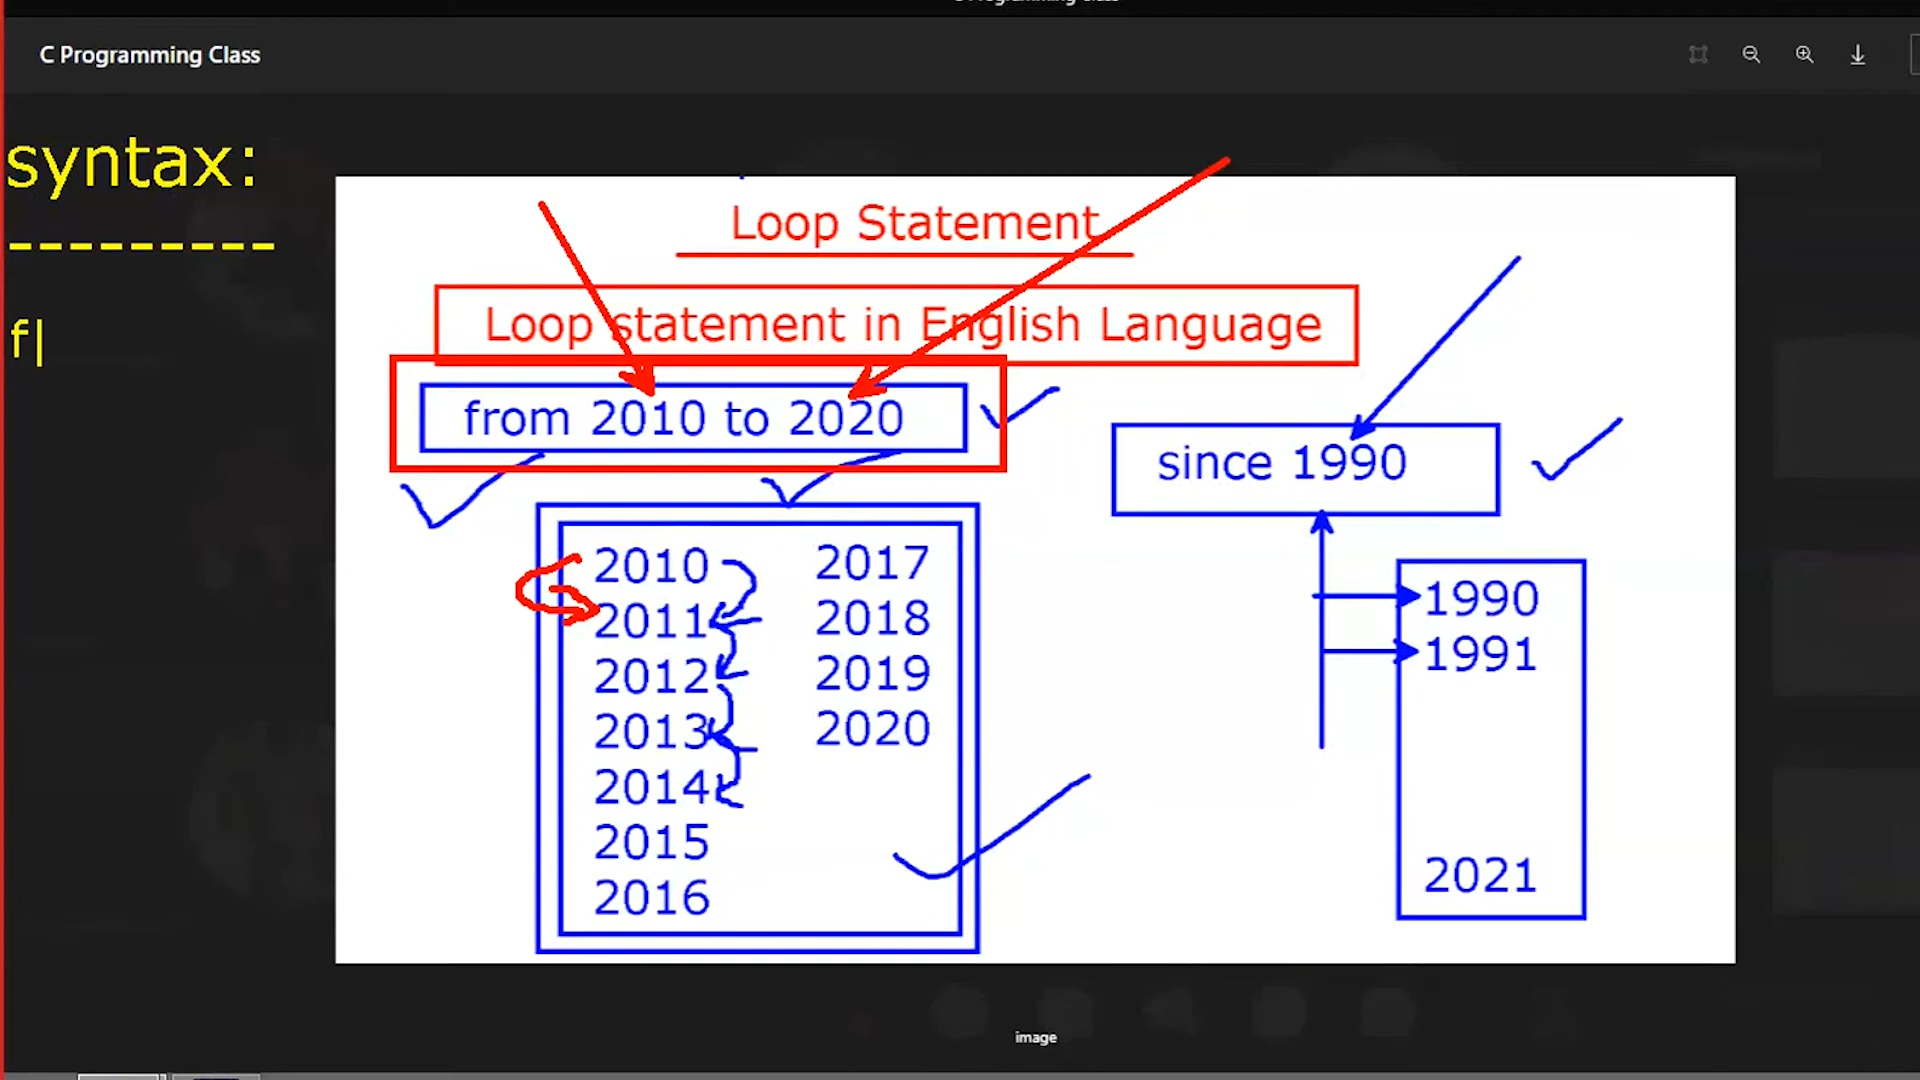 C Programming Class
syntax:
---------
f|
Loop Statement
Loop statement in English Language
from 2010 to 2020
since 1990
2010
2011
2012
2013
2014
2015
2016
2017
2018
2019
2020
1990
1991
2021
image